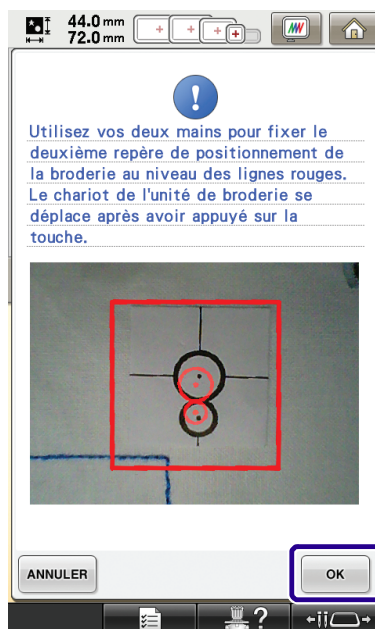 44.0 mm
72.0 mm
Utilisez vos deux mains pour fixer le
deuxième repère de positionnement de
la broderie au niveau des lignes rouges.
Le chariot de l'unité de broderie se
déplace après avoir appuyé sur la
touche.
ANNULER
OK
?